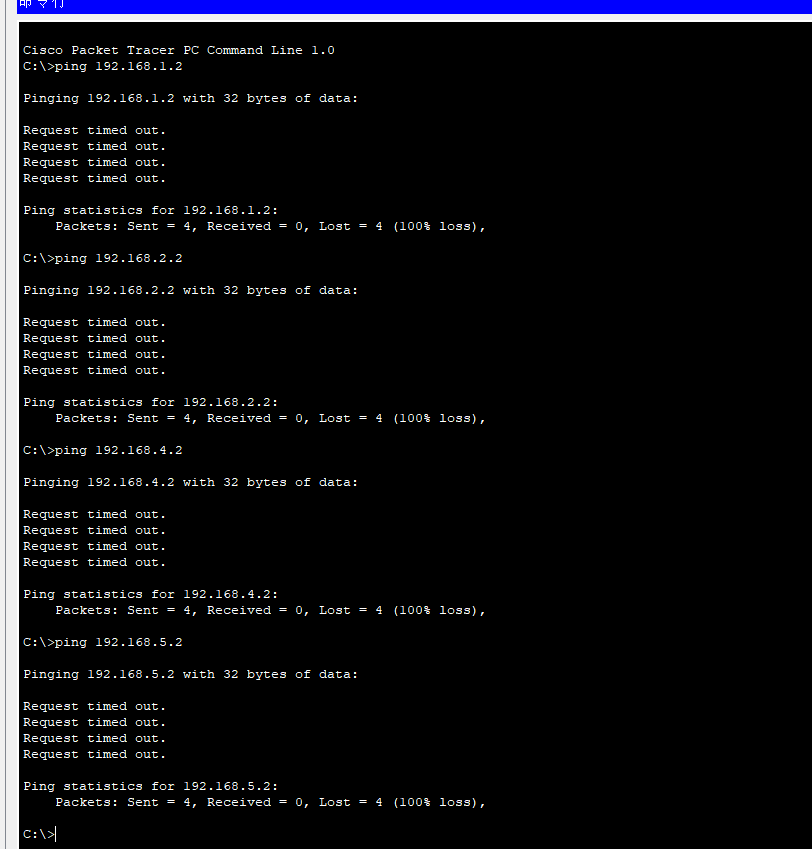 命令行
Cisco Packet Tracer PC Command Line 1.0
C:\>ping 192.168.1.2
Pinging 192.168.1.2 with 32 bytes of data:
Request timed out.
Request timed out.
Request timed out.
Request timed out.
Ping statistics for 192.168.1.2:
Packets: Sent = 4, Received = 0, Lost = 4 (100% loss),
C:\>ping 192.168.2.2
Pinging 192.168.2.2 with 32 bytes of data:
Request timed out.
Request timed out.
Request timed out.
Request timed out.
Ping statistics for 192.168.2.2:
Packets: Sent = 4, Received = 0, Lost = 4 (100% loss),
C:\>ping 192.168.4.2
Pinging 192.168.4.2 with 32 bytes of data:
Request timed out.
Request timed out.
Request timed out.
Request timed out.
Ping statistics for 192.168.4.2:
Packets: Sent = 4, Received = 0, Lost = 4 (100% loss),
C:\>ping 192.168.5.2
Pinging 192.168.5.2 with 32 bytes of data:
Request timed out.
Request timed out.
Request timed out.
Request timed out.
Ping statistics for 192.168.5.2:
Packets: Sent = 4, Received = 0, Lost = 4 (100% loss),
C:\>